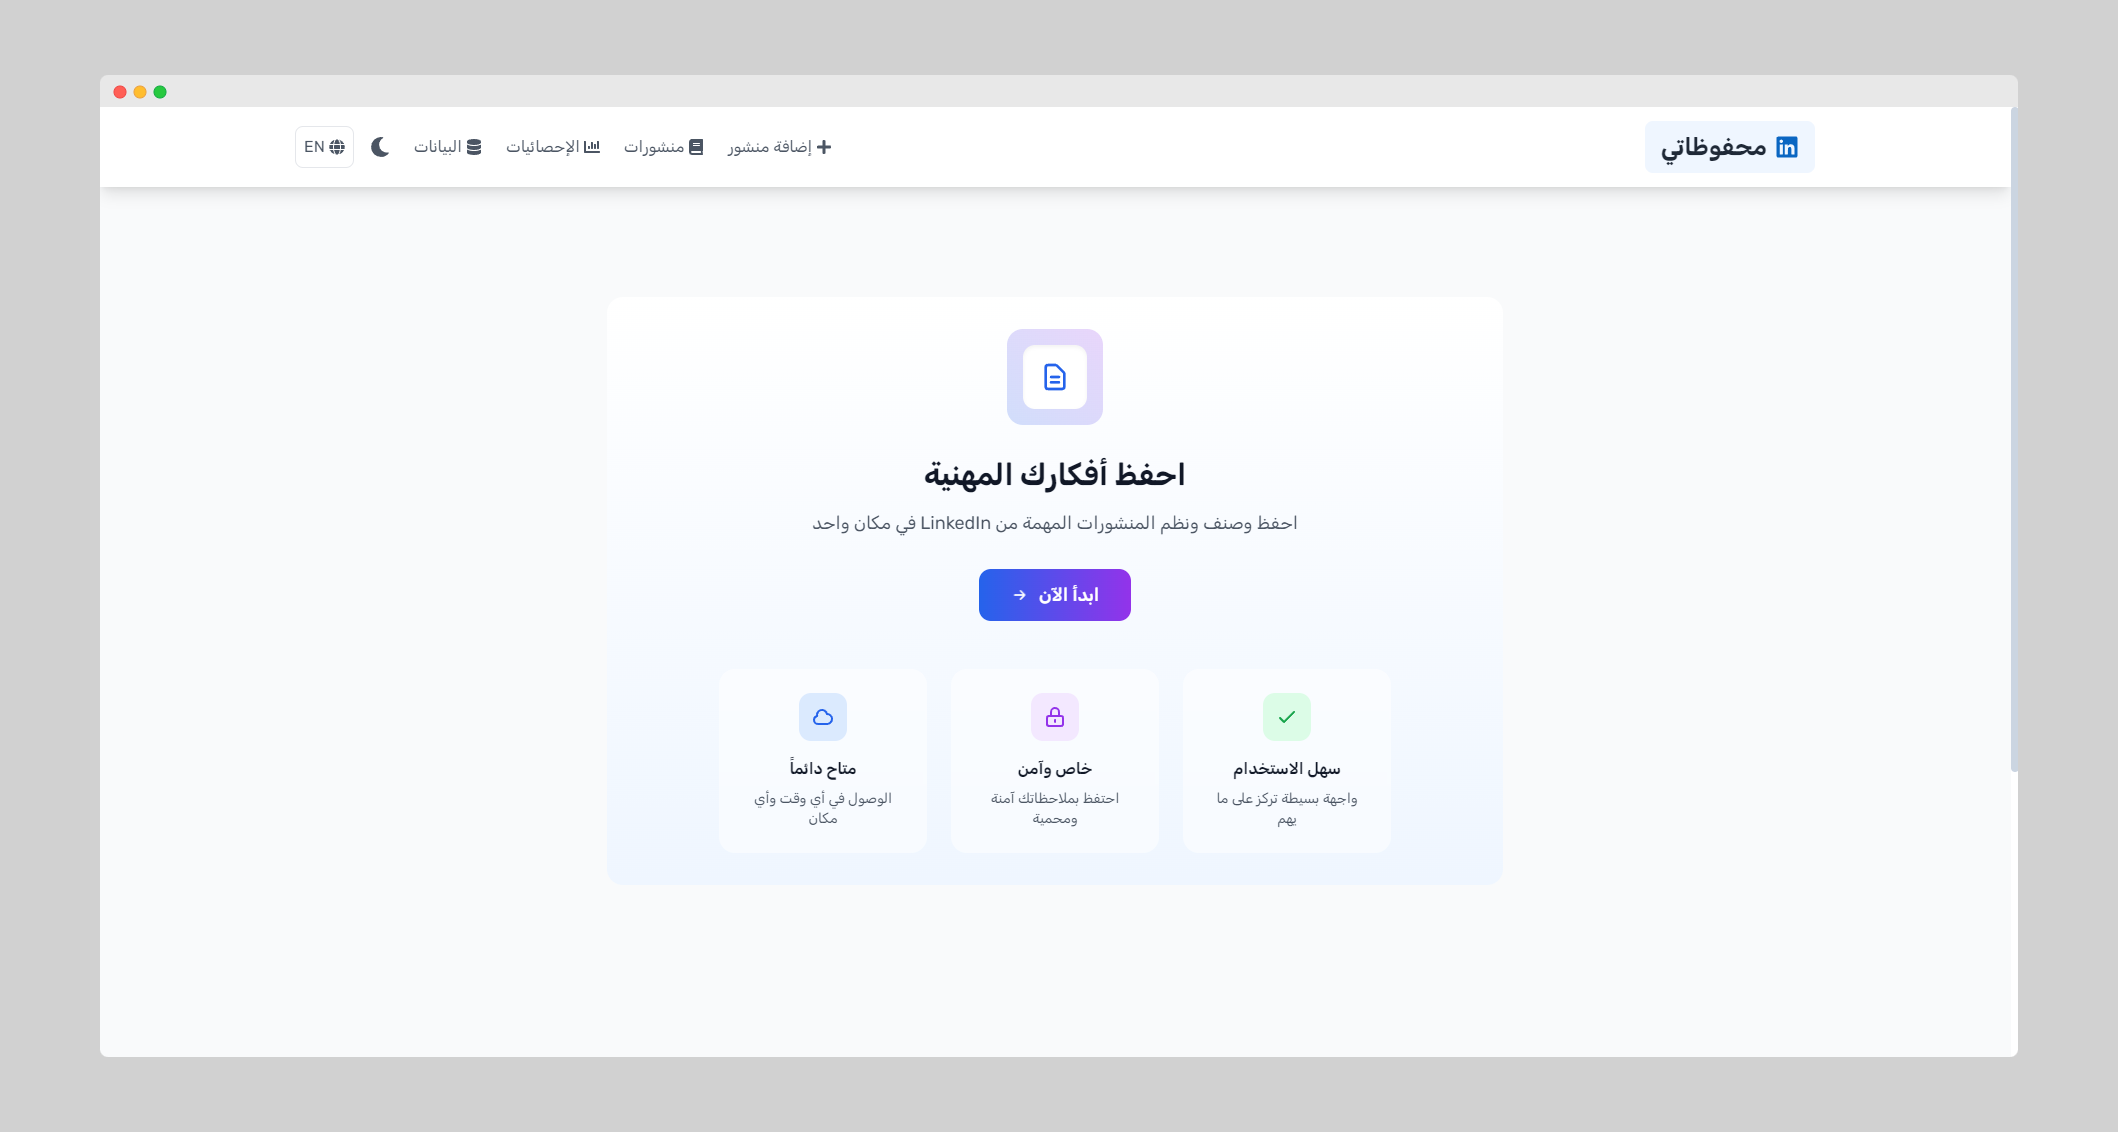 محفوظاتي
إضافة منشور
منشورات
الإحصائيات
البيانات
EN
احفظ أفكارك المهنية
احفظ وصنف ونظم المنشورات المهمة من LinkedIn في مكان واحد
ابدأ الآن →
سهل الاستخدام
واجهة بسيطة تركز على ما
يهم
خاص وآمن
احتفظ بملاحظاتك آمنة
ومحمية
متاح دائماً
الوصول في أي وقت وأي
مكان